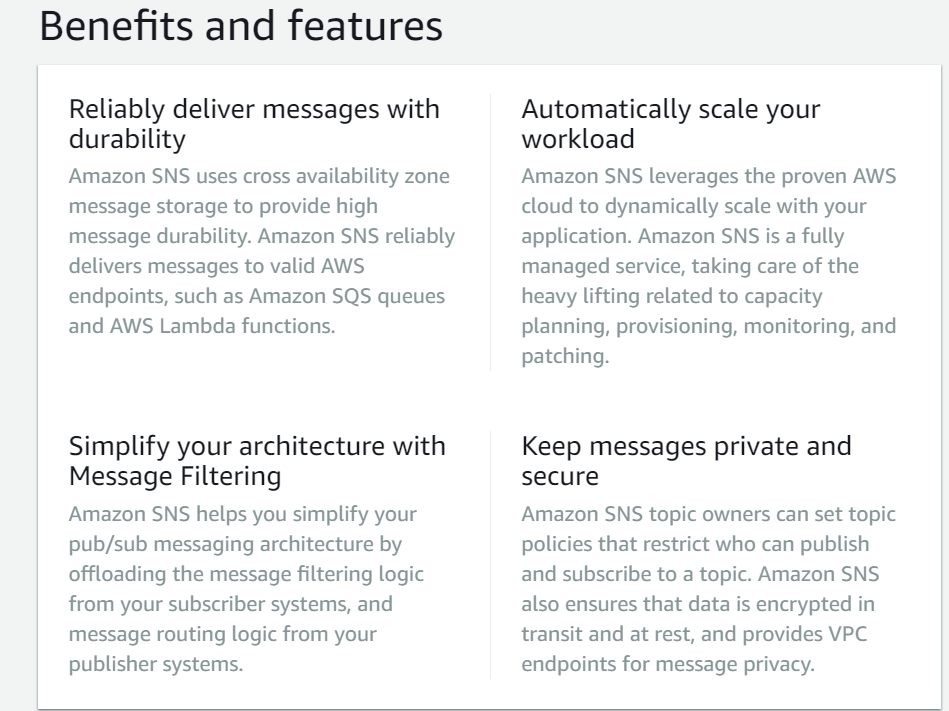 Benefits and features
Reliably deliver messages with
durability
Amazon SNS uses cross availability zone
message storage to provide high
message durability. Amazon SNS reliably
delivers messages to valid AWS
endpoints, such as Amazon SQS queues
and AWS Lambda functions.
Automatically scale your
workload
Amazon SNS leverages the proven AWS
cloud to dynamically scale with your
application. Amazon SNS is a fully
managed service, taking care of the
heavy lifting related to capacity
planning, provisioning, monitoring, and
patching.
Simplify your architecture with
Message Filtering
Amazon SNS helps you simplify your
pub/sub messaging architecture by
offloading the message filtering logic
from your subscriber systems, and
message routing logic from your
publisher systems.
Keep messages private and
secure
Amazon SNS topic owners can set topic
policies that restrict who can publish
and subscribe to a topic. Amazon SNS
also ensures that data is encrypted in
transit and at rest, and provides VPC
endpoints for message privacy.